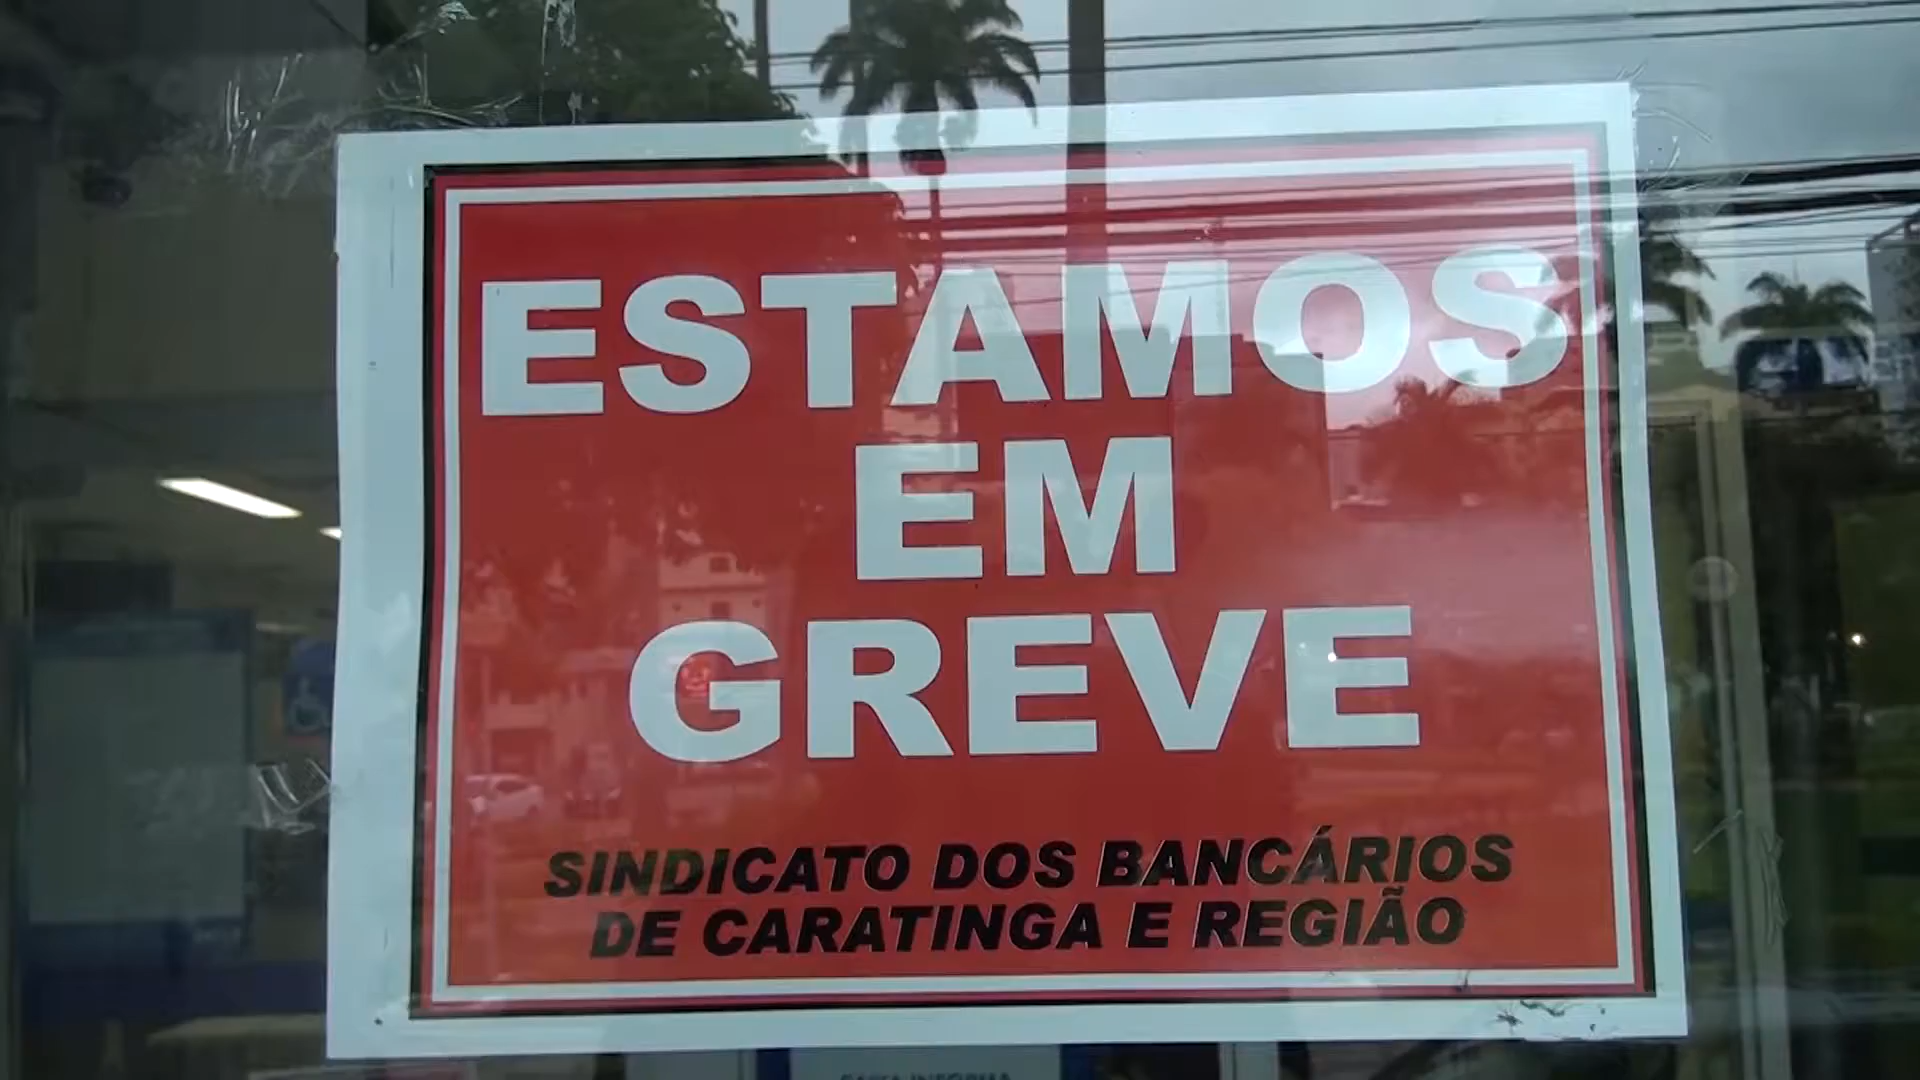 ESTAMOS
EM
GREVE
SINDICATO DOS BANCÁRIOS
DE CARATINGA E REGIÃO